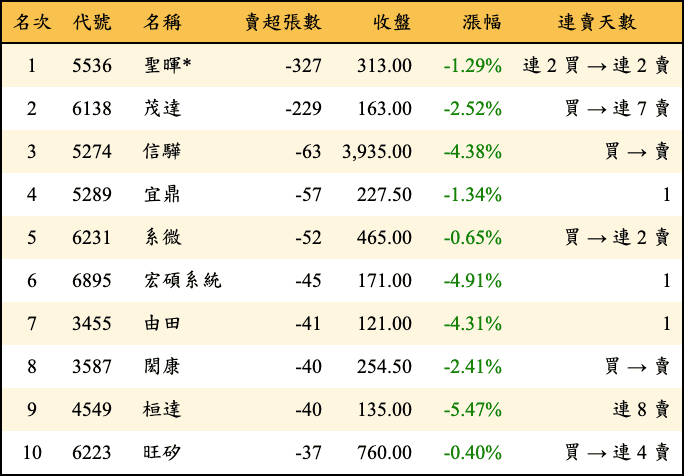 名次 代號 名稱 賣超張數 收盤 漲幅 連賣天數
1 5536 聖暉* -327 313.00 -1.29% 連 2 買 → 連 2 賣
2 6138 茂達 -229 163.00 -2.52% 買 → 連 7 賣
3 5274 信驊 -63 3,935.00 -4.38% 買 → 賣
4 5289 宜鼎 -57 227.50 -1.34% 1
5 6231 系微 -52 465.00 -0.65% 買 → 連 2 賣
6 6895 宏碩系統 -45 171.00 -4.91% 1
7 3455 由田 -41 121.00 -4.31% 1
8 3587 閎康 -40 254.50 -2.41% 買 → 賣
9 4549 桓達 -40 135.00 -5.47% 連 8 賣
10 6223 旺矽 -37 760.00 -0.40% 買 → 連 4 賣